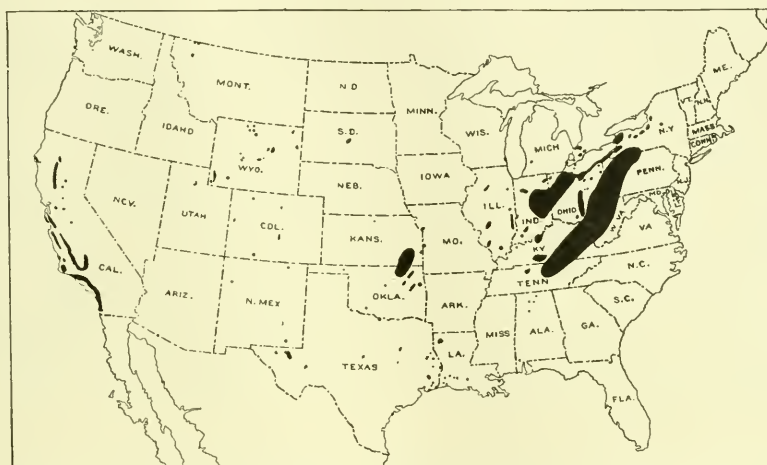 WASH.
MONT.
N.D
MINN.
ME.
VT.
N.H.
ORE.
IDAHO
S.D.
WIS.
MICH
N.Y
MASS
CONN.
WYO.
IOWA
PENN.
N.J.
NEB.
NEV.
UTAH
COL.
ILL.
IND.
OHIO
MD.
KANS.
MO.
KY
VA
CAL.
ARIZ.
N. MEX
OKLA.
ARK.
TENN
N.C.
S.C.
TEXAS
LA.
MISS
ALA.
GA.
FLA.